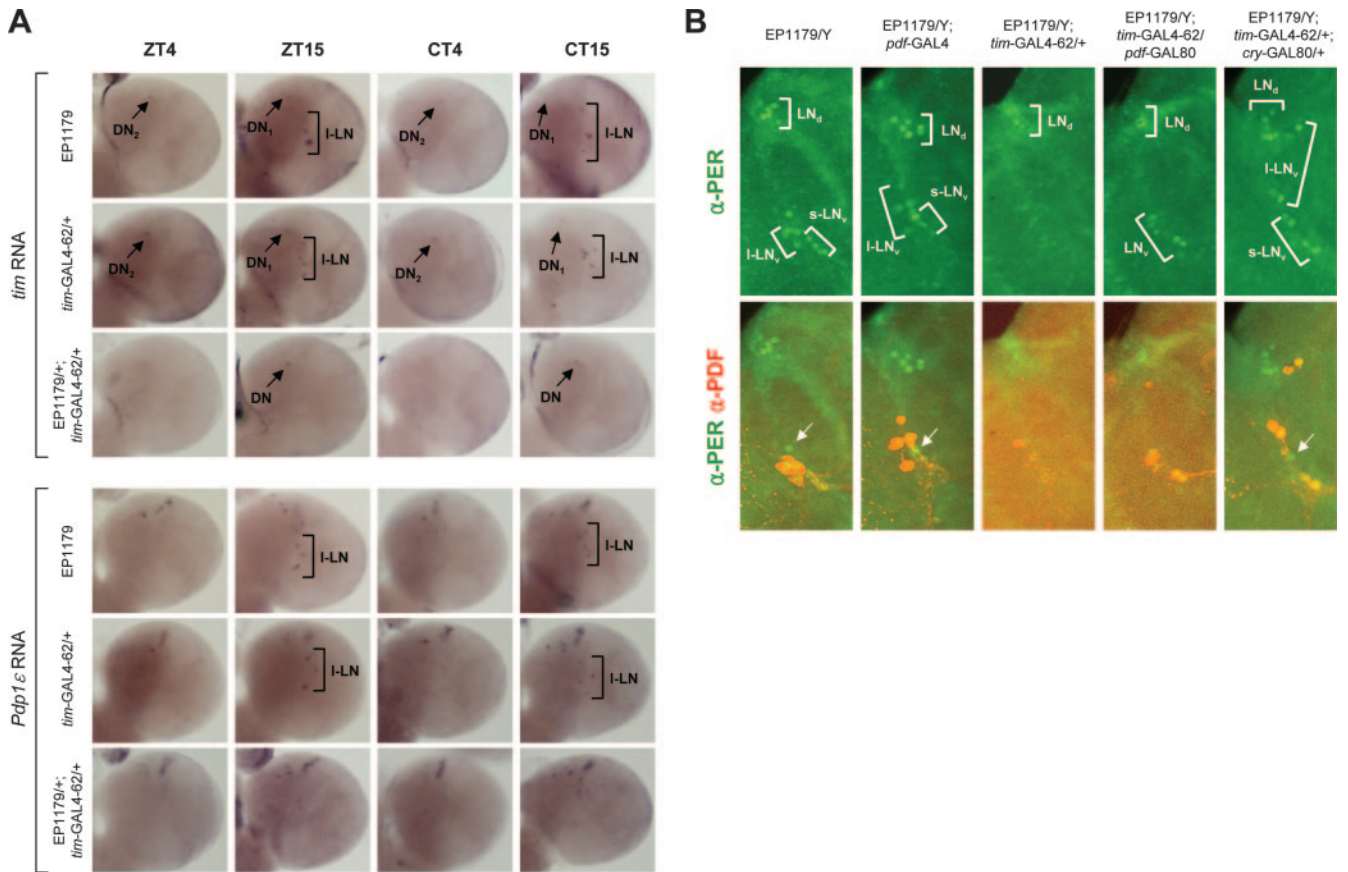 A
ZT4
ZT15
CT4
CT15
tim RNA
EP1179
DN2
DN1
l-LN
DN2
DN1
l-LN
tim-GAL4-62/+
DN2
DN1
l-LN
DN2
DN1
l-LN
EP1179/+;
tim-GAL4-62/+
DN
DN
Pdp1ε RNA
EP1179
l-LN
l-LN
tim-GAL4-62/+
l-LN
l-LN
EP1179/+;
tim-GAL4-62/+
B
EP1179/Y
EP1179/Y;
pdf-GAL4
EP1179/Y;
tim-GAL4-62/+
EP1179/Y;
tim-GAL4-62/
pdf-GAL80
EP1179/Y;
tim-GAL4-62/+;
cry-GAL80/+
α-PER
LNd
l-LNv
s-LNv
LNd
l-LNv
s-LNv
LNd
LNd
LNv
LNd
l-LNv
s-LNv
α-PER α-PDF